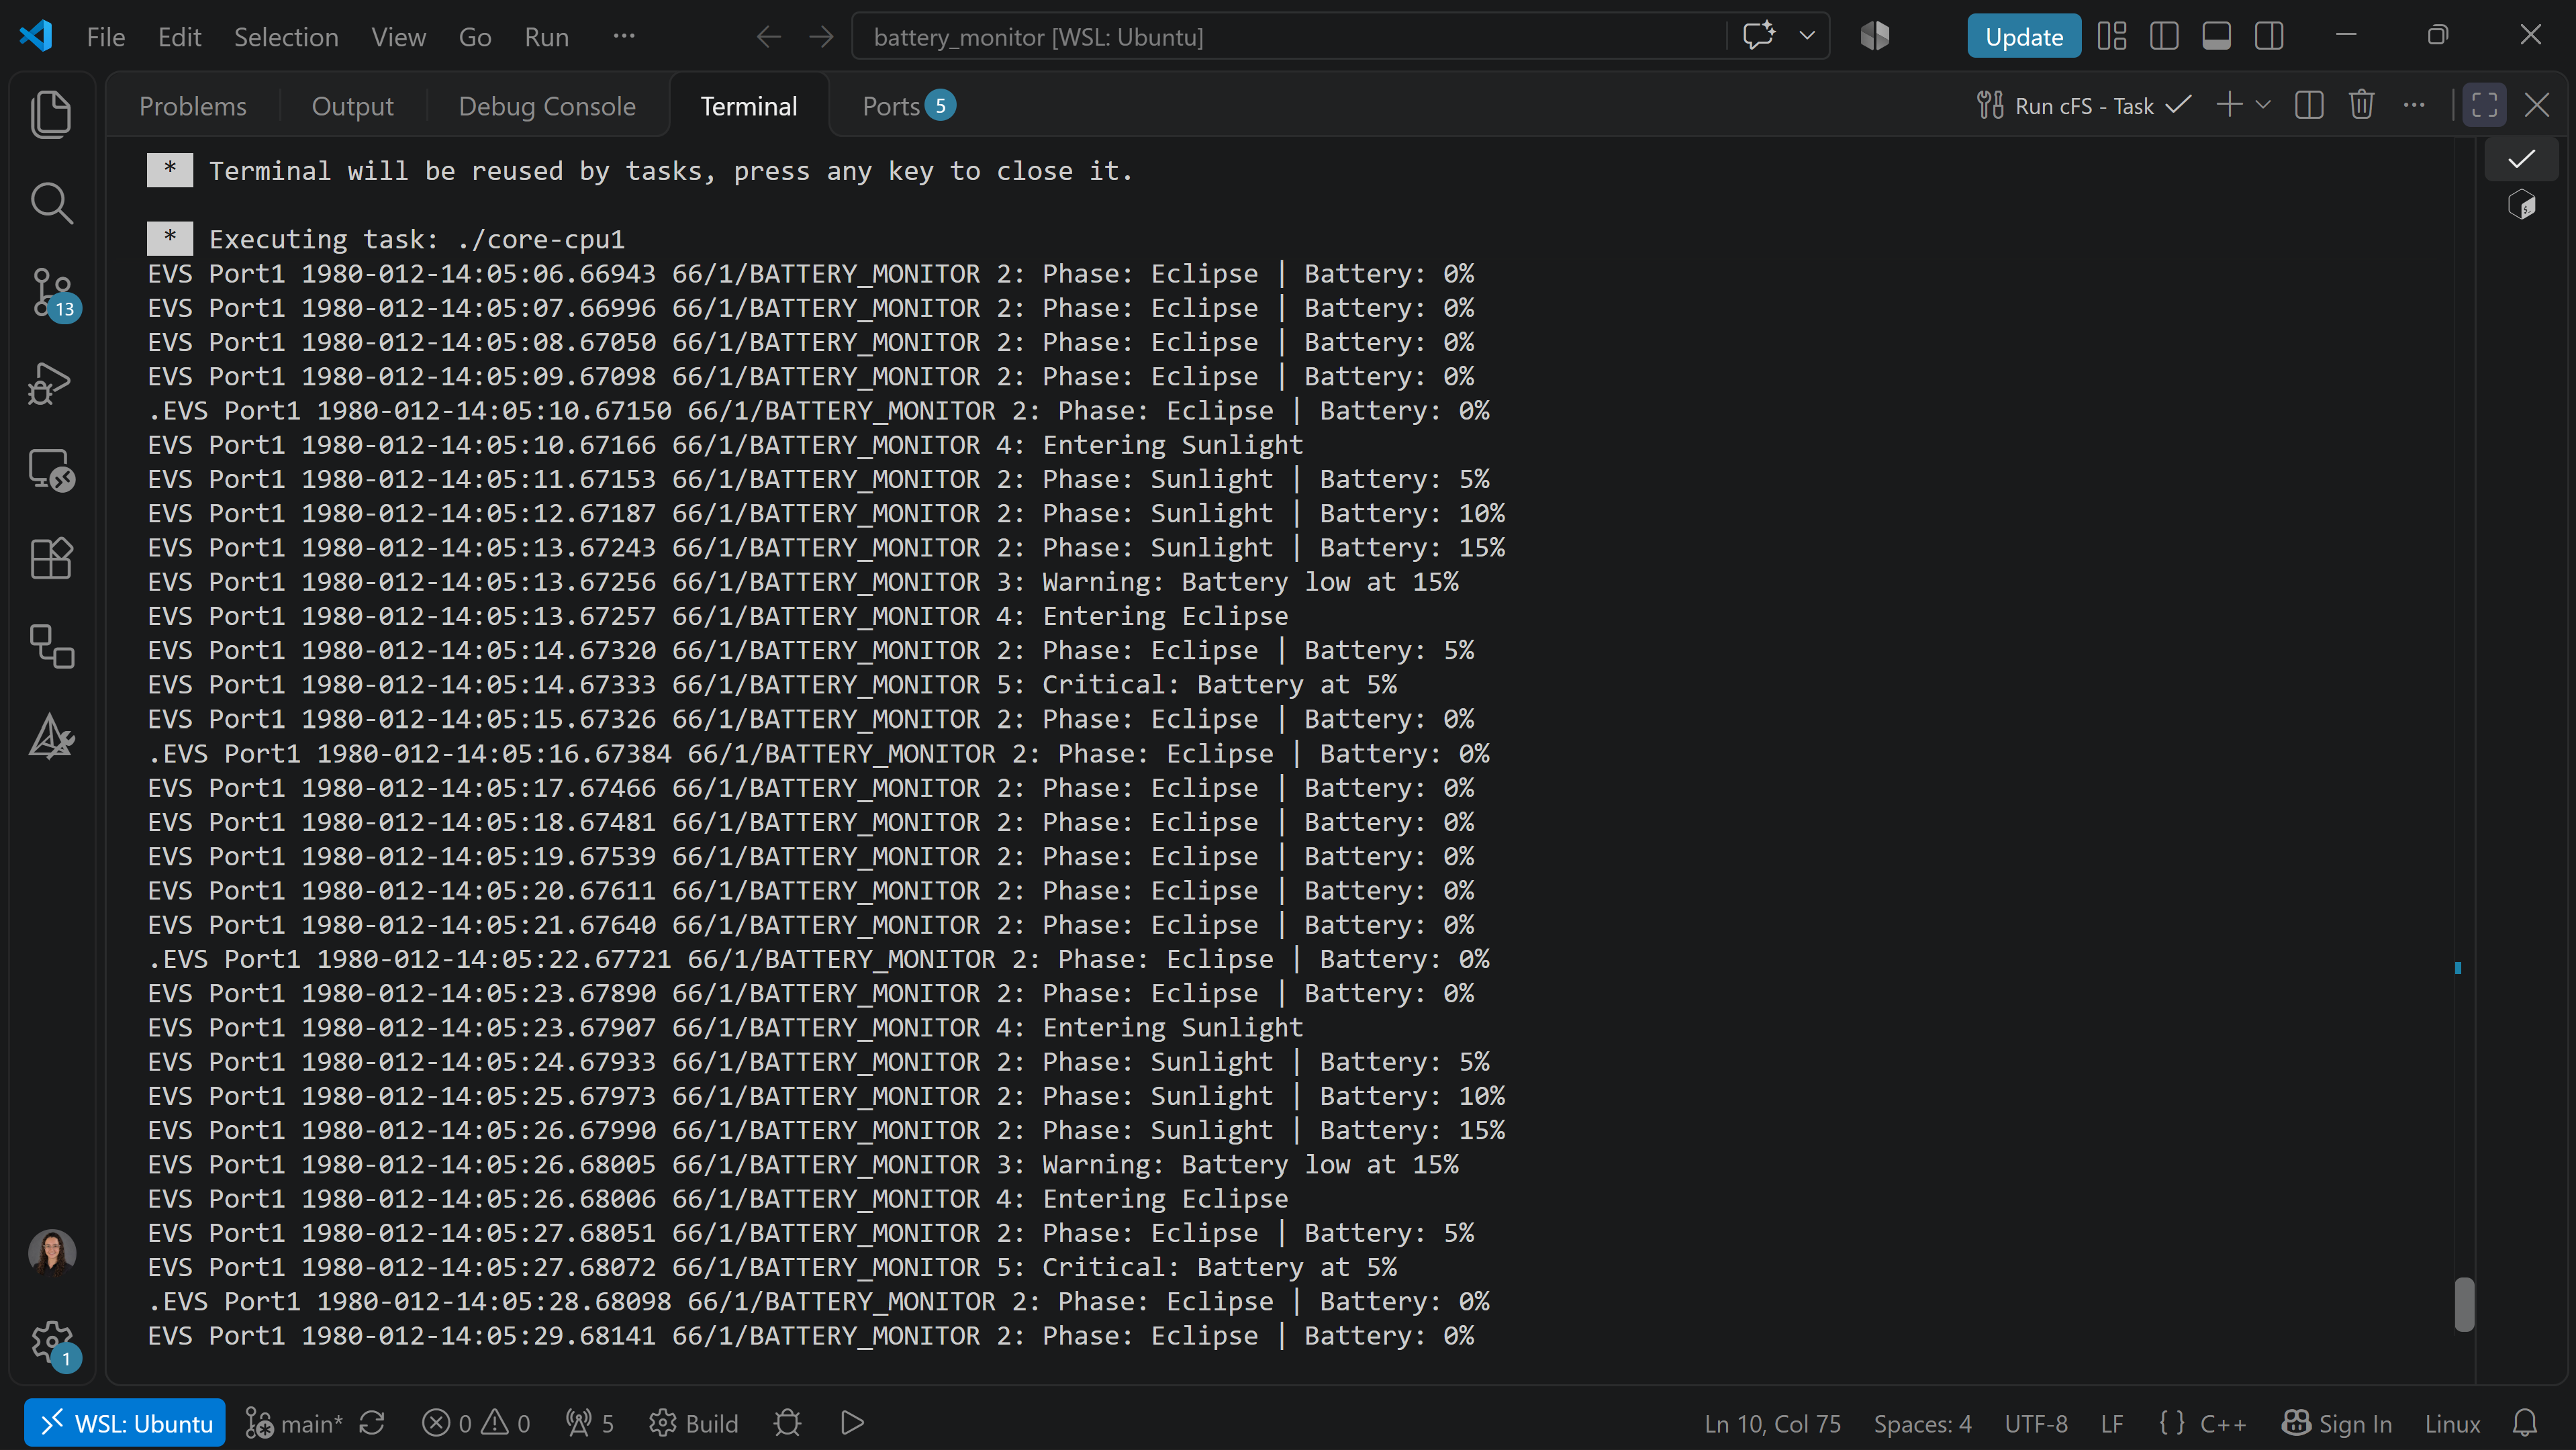 File Edit Selection View Go Run ··· battery_monitor [WSL: Ubuntu] Update
Problems Output Debug Console Terminal Ports 5 Run cFS - Task
* Terminal will be reused by tasks, press any key to close it.
* Executing task: ./core-cpu1
EVS Port1 1980-012-14:05:06.66943 66/1/BATTERY_MONITOR 2: Phase: Eclipse | Battery: 0%
EVS Port1 1980-012-14:05:07.66996 66/1/BATTERY_MONITOR 2: Phase: Eclipse | Battery: 0%
EVS Port1 1980-012-14:05:08.67050 66/1/BATTERY_MONITOR 2: Phase: Eclipse | Battery: 0%
EVS Port1 1980-012-14:05:09.67098 66/1/BATTERY_MONITOR 2: Phase: Eclipse | Battery: 0%
.EVS Port1 1980-012-14:05:10.67150 66/1/BATTERY_MONITOR 2: Phase: Eclipse | Battery: 0%
EVS Port1 1980-012-14:05:10.67166 66/1/BATTERY_MONITOR 4: Entering Sunlight
EVS Port1 1980-012-14:05:11.67153 66/1/BATTERY_MONITOR 2: Phase: Sunlight | Battery: 5%
EVS Port1 1980-012-14:05:12.67187 66/1/BATTERY_MONITOR 2: Phase: Sunlight | Battery: 10%
EVS Port1 1980-012-14:05:13.67243 66/1/BATTERY_MONITOR 2: Phase: Sunlight | Battery: 15%
EVS Port1 1980-012-14:05:13.67256 66/1/BATTERY_MONITOR 3: Warning: Battery low at 15%
EVS Port1 1980-012-14:05:13.67257 66/1/BATTERY_MONITOR 4: Entering Eclipse
EVS Port1 1980-012-14:05:14.67320 66/1/BATTERY_MONITOR 2: Phase: Eclipse | Battery: 5%
EVS Port1 1980-012-14:05:14.67333 66/1/BATTERY_MONITOR 5: Critical: Battery at 5%
EVS Port1 1980-012-14:05:15.67326 66/1/BATTERY_MONITOR 2: Phase: Eclipse | Battery: 0%
.EVS Port1 1980-012-14:05:16.67384 66/1/BATTERY_MONITOR 2: Phase: Eclipse | Battery: 0%
EVS Port1 1980-012-14:05:17.67466 66/1/BATTERY_MONITOR 2: Phase: Eclipse | Battery: 0%
EVS Port1 1980-012-14:05:18.67481 66/1/BATTERY_MONITOR 2: Phase: Eclipse | Battery: 0%
EVS Port1 1980-012-14:05:19.67539 66/1/BATTERY_MONITOR 2: Phase: Eclipse | Battery: 0%
EVS Port1 1980-012-14:05:20.67611 66/1/BATTERY_MONITOR 2: Phase: Eclipse | Battery: 0%
EVS Port1 1980-012-14:05:21.67640 66/1/BATTERY_MONITOR 2: Phase: Eclipse | Battery: 0%
.EVS Port1 1980-012-14:05:22.67721 66/1/BATTERY_MONITOR 2: Phase: Eclipse | Battery: 0%
EVS Port1 1980-012-14:05:23.67890 66/1/BATTERY_MONITOR 2: Phase: Eclipse | Battery: 0%
EVS Port1 1980-012-14:05:23.67907 66/1/BATTERY_MONITOR 4: Entering Sunlight
EVS Port1 1980-012-14:05:24.67933 66/1/BATTERY_MONITOR 2: Phase: Sunlight | Battery: 5%
EVS Port1 1980-012-14:05:25.67973 66/1/BATTERY_MONITOR 2: Phase: Sunlight | Battery: 10%
EVS Port1 1980-012-14:05:26.67990 66/1/BATTERY_MONITOR 2: Phase: Sunlight | Battery: 15%
EVS Port1 1980-012-14:05:26.68005 66/1/BATTERY_MONITOR 3: Warning: Battery low at 15%
EVS Port1 1980-012-14:05:26.68006 66/1/BATTERY_MONITOR 4: Entering Eclipse
EVS Port1 1980-012-14:05:27.68051 66/1/BATTERY_MONITOR 2: Phase: Eclipse | Battery: 5%
EVS Port1 1980-012-14:05:27.68072 66/1/BATTERY_MONITOR 5: Critical: Battery at 5%
.EVS Port1 1980-012-14:05:28.68098 66/1/BATTERY_MONITOR 2: Phase: Eclipse | Battery: 0%
EVS Port1 1980-012-14:05:29.68141 66/1/BATTERY_MONITOR 2: Phase: Eclipse | Battery: 0%
13
1
WSL: Ubuntu main* 0 0 5 Build Ln 10, Col 75 Spaces: 4 UTF-8 LF { } C++ Sign In Linux